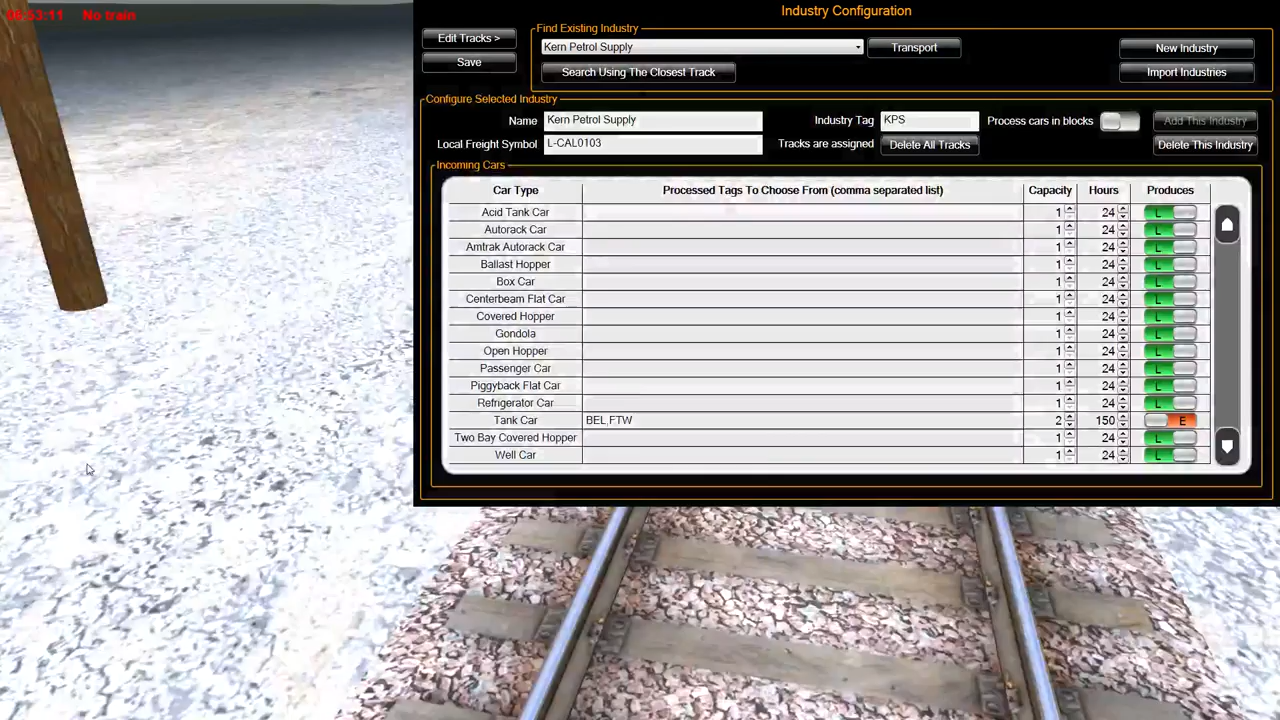 06:53:11 No train
Industry Configuration
Edit Tracks >
Save
Find Existing Industry
Kern Petrol Supply
Transport
Search Using The Closest Track
New Industry
Import Industries
Configure Selected Industry
Name Kern Petrol Supply Industry Tag KPS Process cars in blocks Add This Industry
Local Freight Symbol L-CAL0103 Tracks are assigned Delete All Tracks Delete This Industry
Incoming Cars
Car Type Processed Tags To Choose From (comma separated list) Capacity Hours Produces
Acid Tank Car 1 24 L
Autorack Car 1 24 L
Amtrak Autorack Car 1 24 L
Ballast Hopper 1 24 L
Box Car 1 24 L
Centerbeam Flat Car 1 24 L
Covered Hopper 1 24 L
Gondola 1 24 L
Open Hopper 1 24 L
Passenger Car 1 24 L
Piggyback Flat Car 1 24 L
Refrigerator Car 1 24 L
Tank Car BEL,FTW 2 150 E
Two Bay Covered Hopper 1 24 L
Well Car 1 24 L